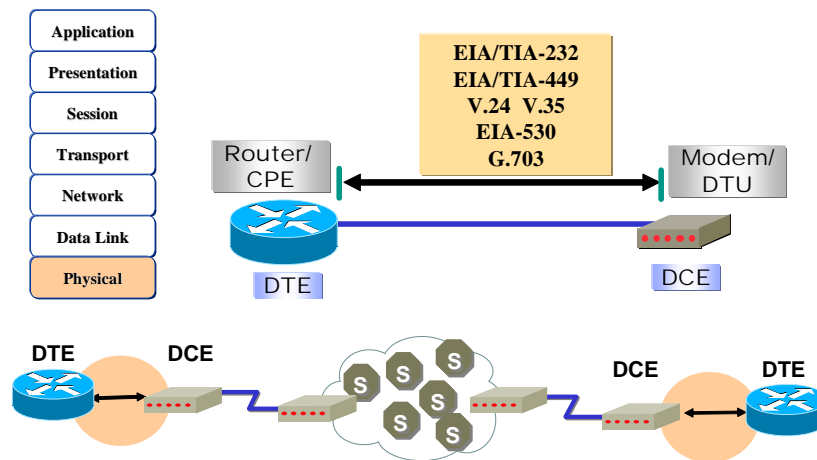 Application
Presentation
Session
Transport
Network
Data Link
Physical
EIA/TIA-232
EIA/TIA-449
V.24 V.35
EIA-530
G.703
Router/
CPE
Modem/
DTU
DTE
DCE
DTE
DCE
S
S
S
S
S
S
S
DCE
DTE